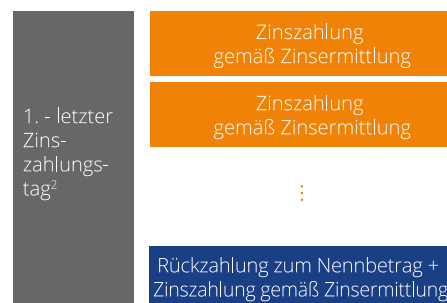 1. - letzter
Zins-
zahlungs-
tag²
Zinszahlung
gemäß Zinsermittlung
Zinszahlung
gemäß Zinsermittlung
Rückzahlung zum Nennbetrag +
Zinszahlung gemäß Zinsermittlung